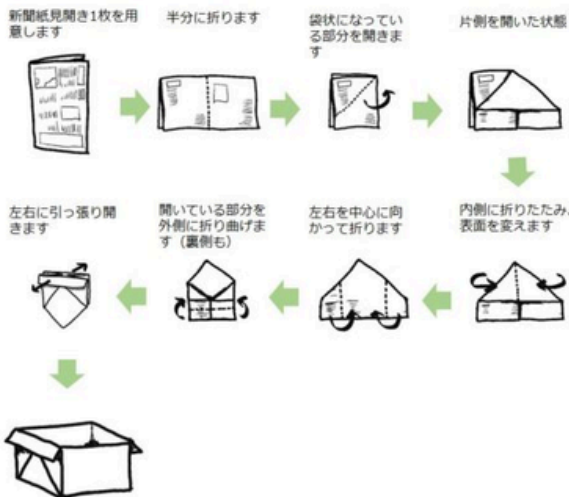 新聞紙見開き1枚を用
意します
半分に折ります
袋状になってい
る部分を開きま
す
片側を開いた状態
内側に折りたたみ、
表面を変えます
左右を中心に向
かって折ります
開いている部分を
外側に折り曲げま
す（裏側も）
左右に引っ張り開
きます